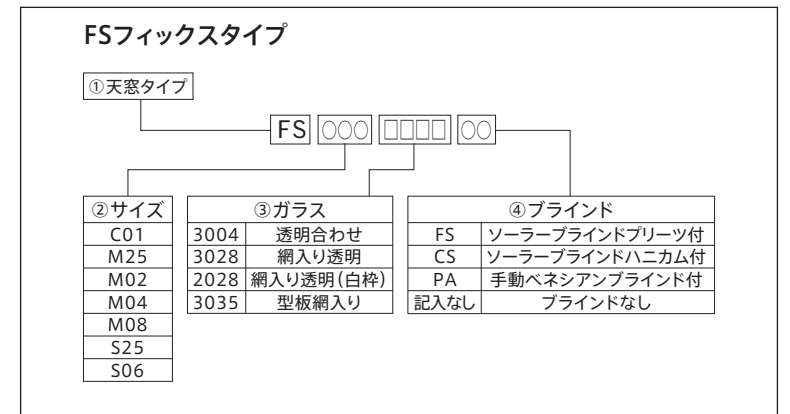 FSフィックスタイプ
①天窓タイプ
FS ○○○ □□□□ ○○
②サイズ
C01
M25
M02
M04
M08
S25
S06
③ガラス
3004 透明合わせ
3028 網入り透明
2028 網入り透明(白枠)
3035 型板網入り
④ブラインド
FS ソーラーブラインドプリーツ付
CS ソーラーブラインドハニカム付
PA 手動ベネシアンブラインド付
記入なし ブラインドなし